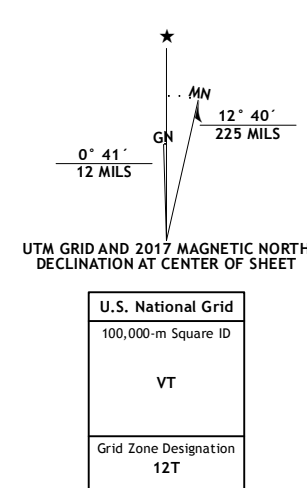 ★
MN
GN
12° 40´
225 MILS
0° 41´
12 MILS
UTM GRID AND 2017 MAGNETIC NORTH
DECLINATION AT CENTER OF SHEET
U.S. National Grid
100,000-m Square ID
VT
Grid Zone Designation
12T